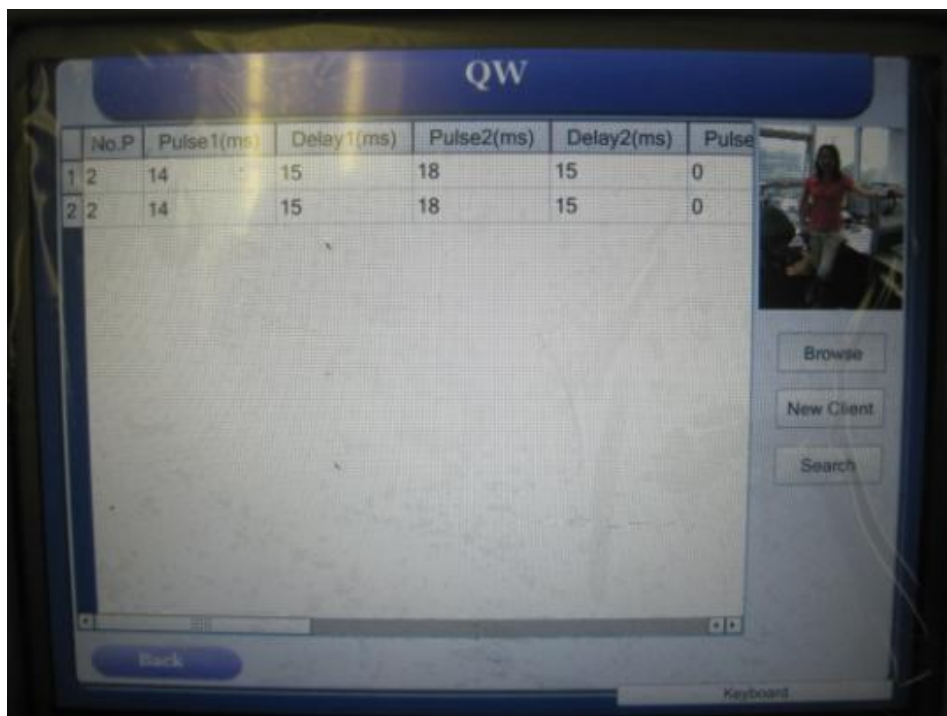 QW
No.P Pulse1(ms) Delay1(ms) Pulse2(ms) Delay2(ms) Pulse
1 2 14 15 18 15 0
2 2 14 15 18 15 0
Browse
New Client
Search
Back
Keyboard